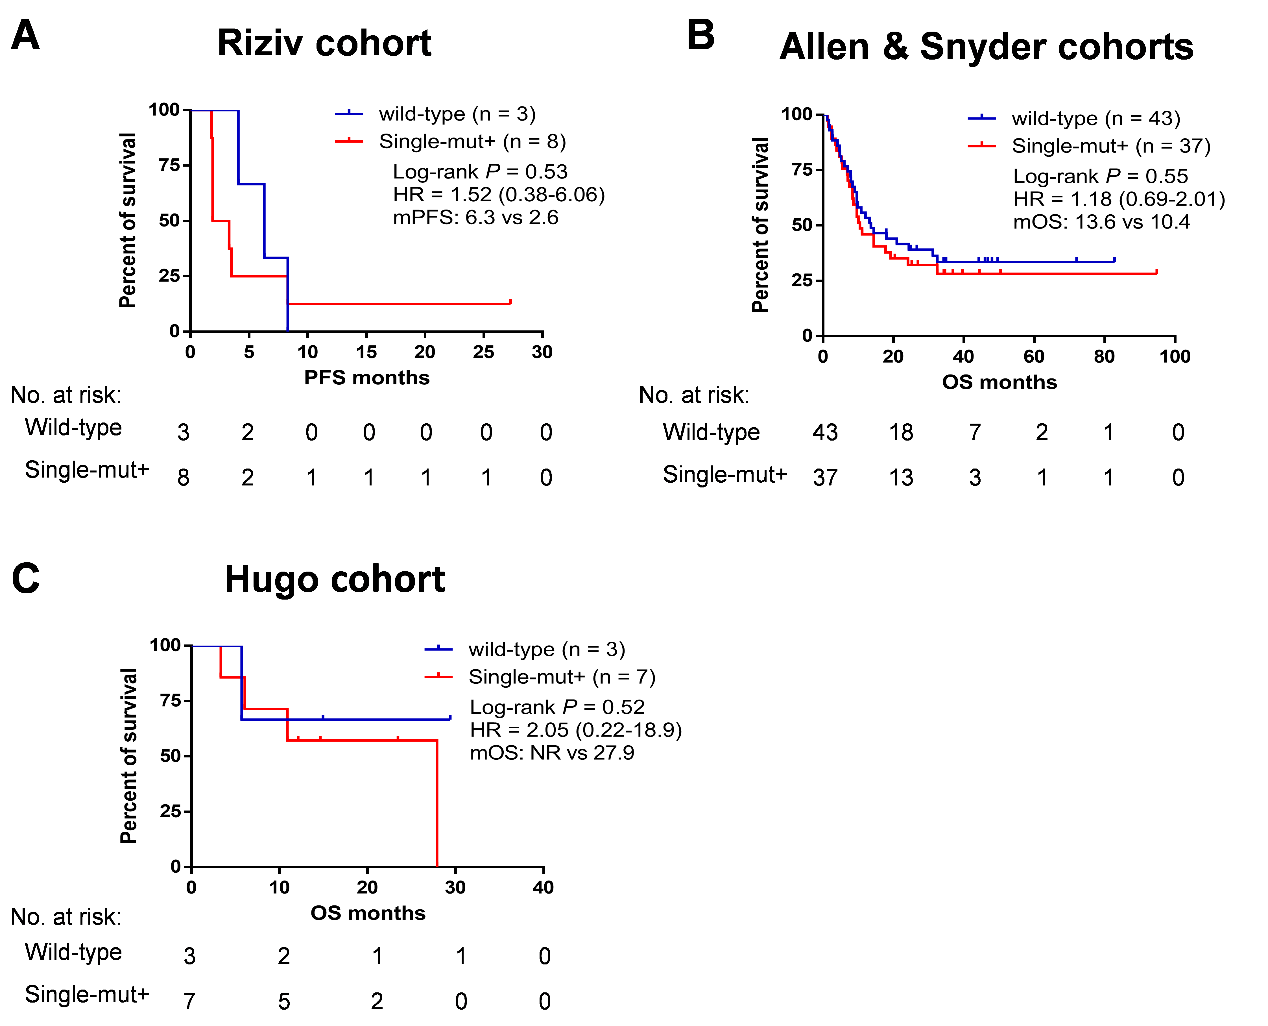 A
Riziv cohort
100
75
50
25
0
Percent of survival
wild-type (n = 3)
Single-mut+ (n = 8)
Log-rank P = 0.53
HR = 1.52 (0.38-6.06)
mPFS: 6.3 vs 2.6
0 5 10 15 20 25 30
PFS months
No. at risk:
Wild-type 3 2 0 0 0 0 0
Single-mut+ 8 2 1 1 1 1 0
B
Allen & Snyder cohorts
100
75
50
25
0
Percent of survival
wild-type (n = 43)
Single-mut+ (n = 37)
Log-rank P = 0.55
HR = 1.18 (0.69-2.01)
mOS: 13.6 vs 10.4
0 20 40 60 80 100
OS months
No. at risk:
Wild-type 43 18 7 2 1 0
Single-mut+ 37 13 3 1 1 0
C
Hugo cohort
100
75
50
25
0
Percent of survival
wild-type (n = 3)
Single-mut+ (n = 7)
Log-rank P = 0.52
HR = 2.05 (0.22-18.9)
mOS: NR vs 27.9
0 10 20 30 40
OS months
No. at risk:
Wild-type 3 2 1 1 0
Single-mut+ 7 5 2 0 0